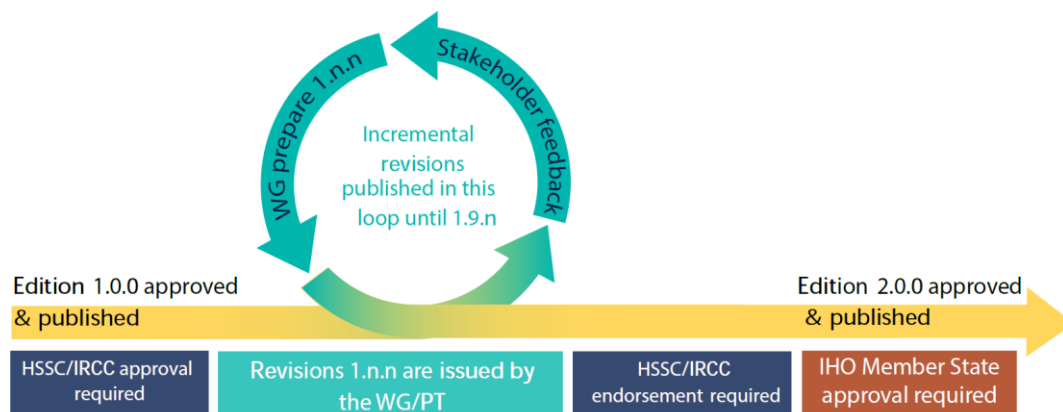 WG prepare 1.n.n
Stakeholder feedback
Incremental
revisions
published in this
loop until 1.9.n
Edition 1.0.0 approved
& published
Edition 2.0.0 approved
& published
HSSC/IRCC approval
required
Revisions 1.n.n are issued by
the WG/PT
HSSC/IRCC
endorsement required
IHO Member State
approval required